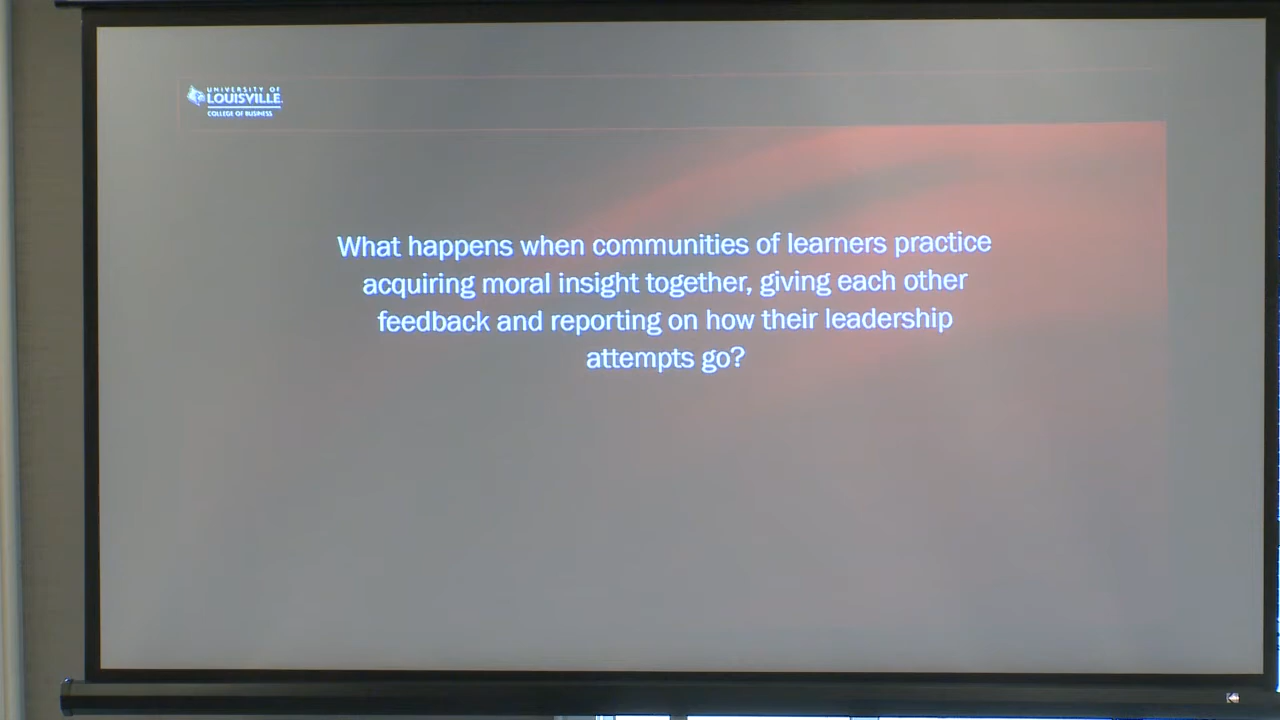 UNIVERSITY OF
LOUISVILLE
COLLEGE OF BUSINESS
What happens when communities of learners practice
acquiring moral insight together, giving each other
feedback and reporting on how their leadership
attempts go?